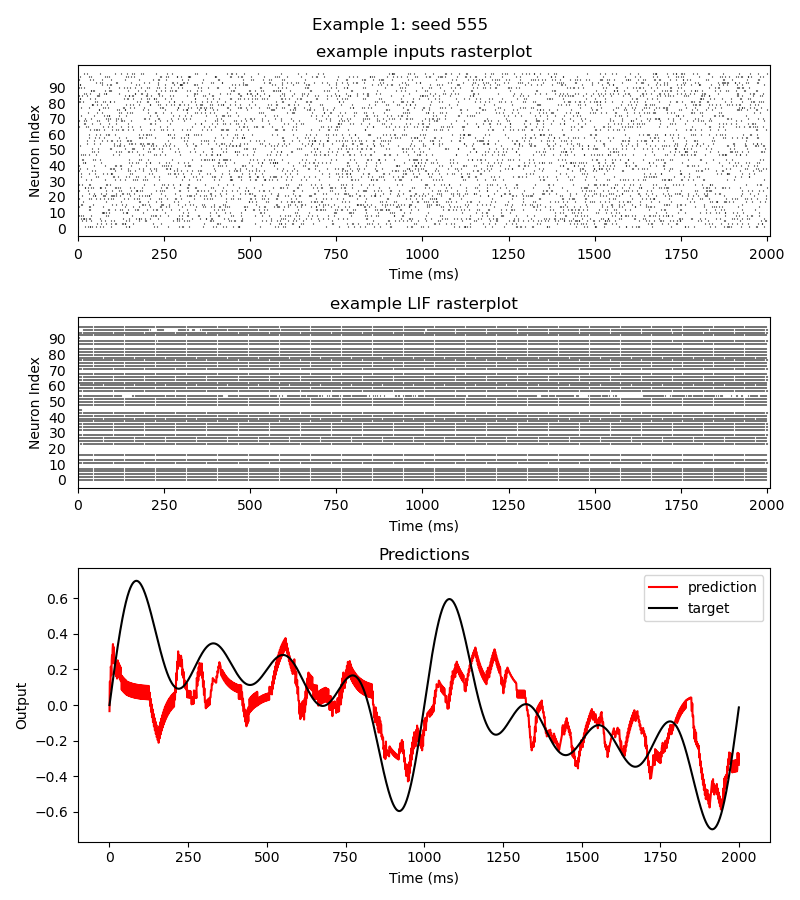 Example 1: seed 555
example inputs rasterplot
Neuron Index
90
80
70
60
50
40
30
20
10
0
0 250 500 750 1000 1250 1500 1750 2000
Time (ms)
example LIF rasterplot
Neuron Index
90
80
70
60
50
40
30
20
10
0
0 250 500 750 1000 1250 1500 1750 2000
Time (ms)
Predictions
prediction
target
Output
0.6
0.4
0.2
0.0
−0.2
−0.4
−0.6
0 250 500 750 1000 1250 1500 1750 2000
Time (ms)